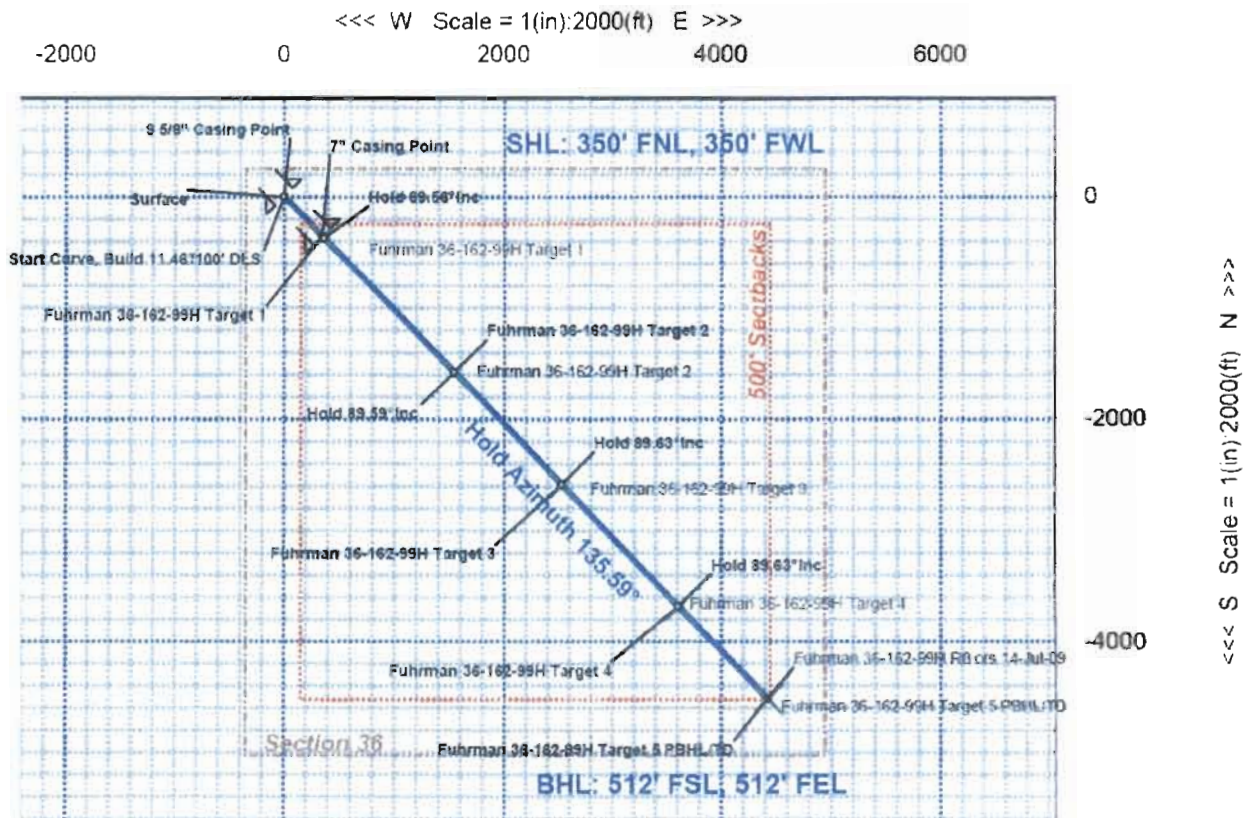 <<< W Scale = 1(in):2000(ft) E >>>
-2000 0 2000 4000 6000
9 5/8" Casing Point
7" Casing Point
SHL: 350' FNL, 350' FWL
Surface
Hold 89.56°Inc
0
Fuhrman 36-162-99H Target 1
Start Curve, Build 11.46°/100' DLS
Fuhrman 36-162-99H Target 1
500' Seatbacks
Fuhrman 36-162-99H Target 2
Fuhrman 36-162-99H Target 2
Hold 89.59°Inc
-2000
Hold 89.63°Inc
Hold Azimuth 135.59°
Fuhrman 36-162-99H Target 3
Fuhrman 36-162-99H Target 3
Hold 89.63°Inc
Fuhrman 36-162-99H Target 4
-4000
Fuhrman 36-162-99H R0 crs 14-Jul-09
Fuhrman 36-162-99H Target 4
Fuhrman 36-162-99H Target 5 PBHL/TD
Section 36
Fuhrman 36-162-99H Target 5 PBHL/TD
BHL: 512' FSL, 512' FEL
<<< S Scale = 1(in):2000(ft) N >>>